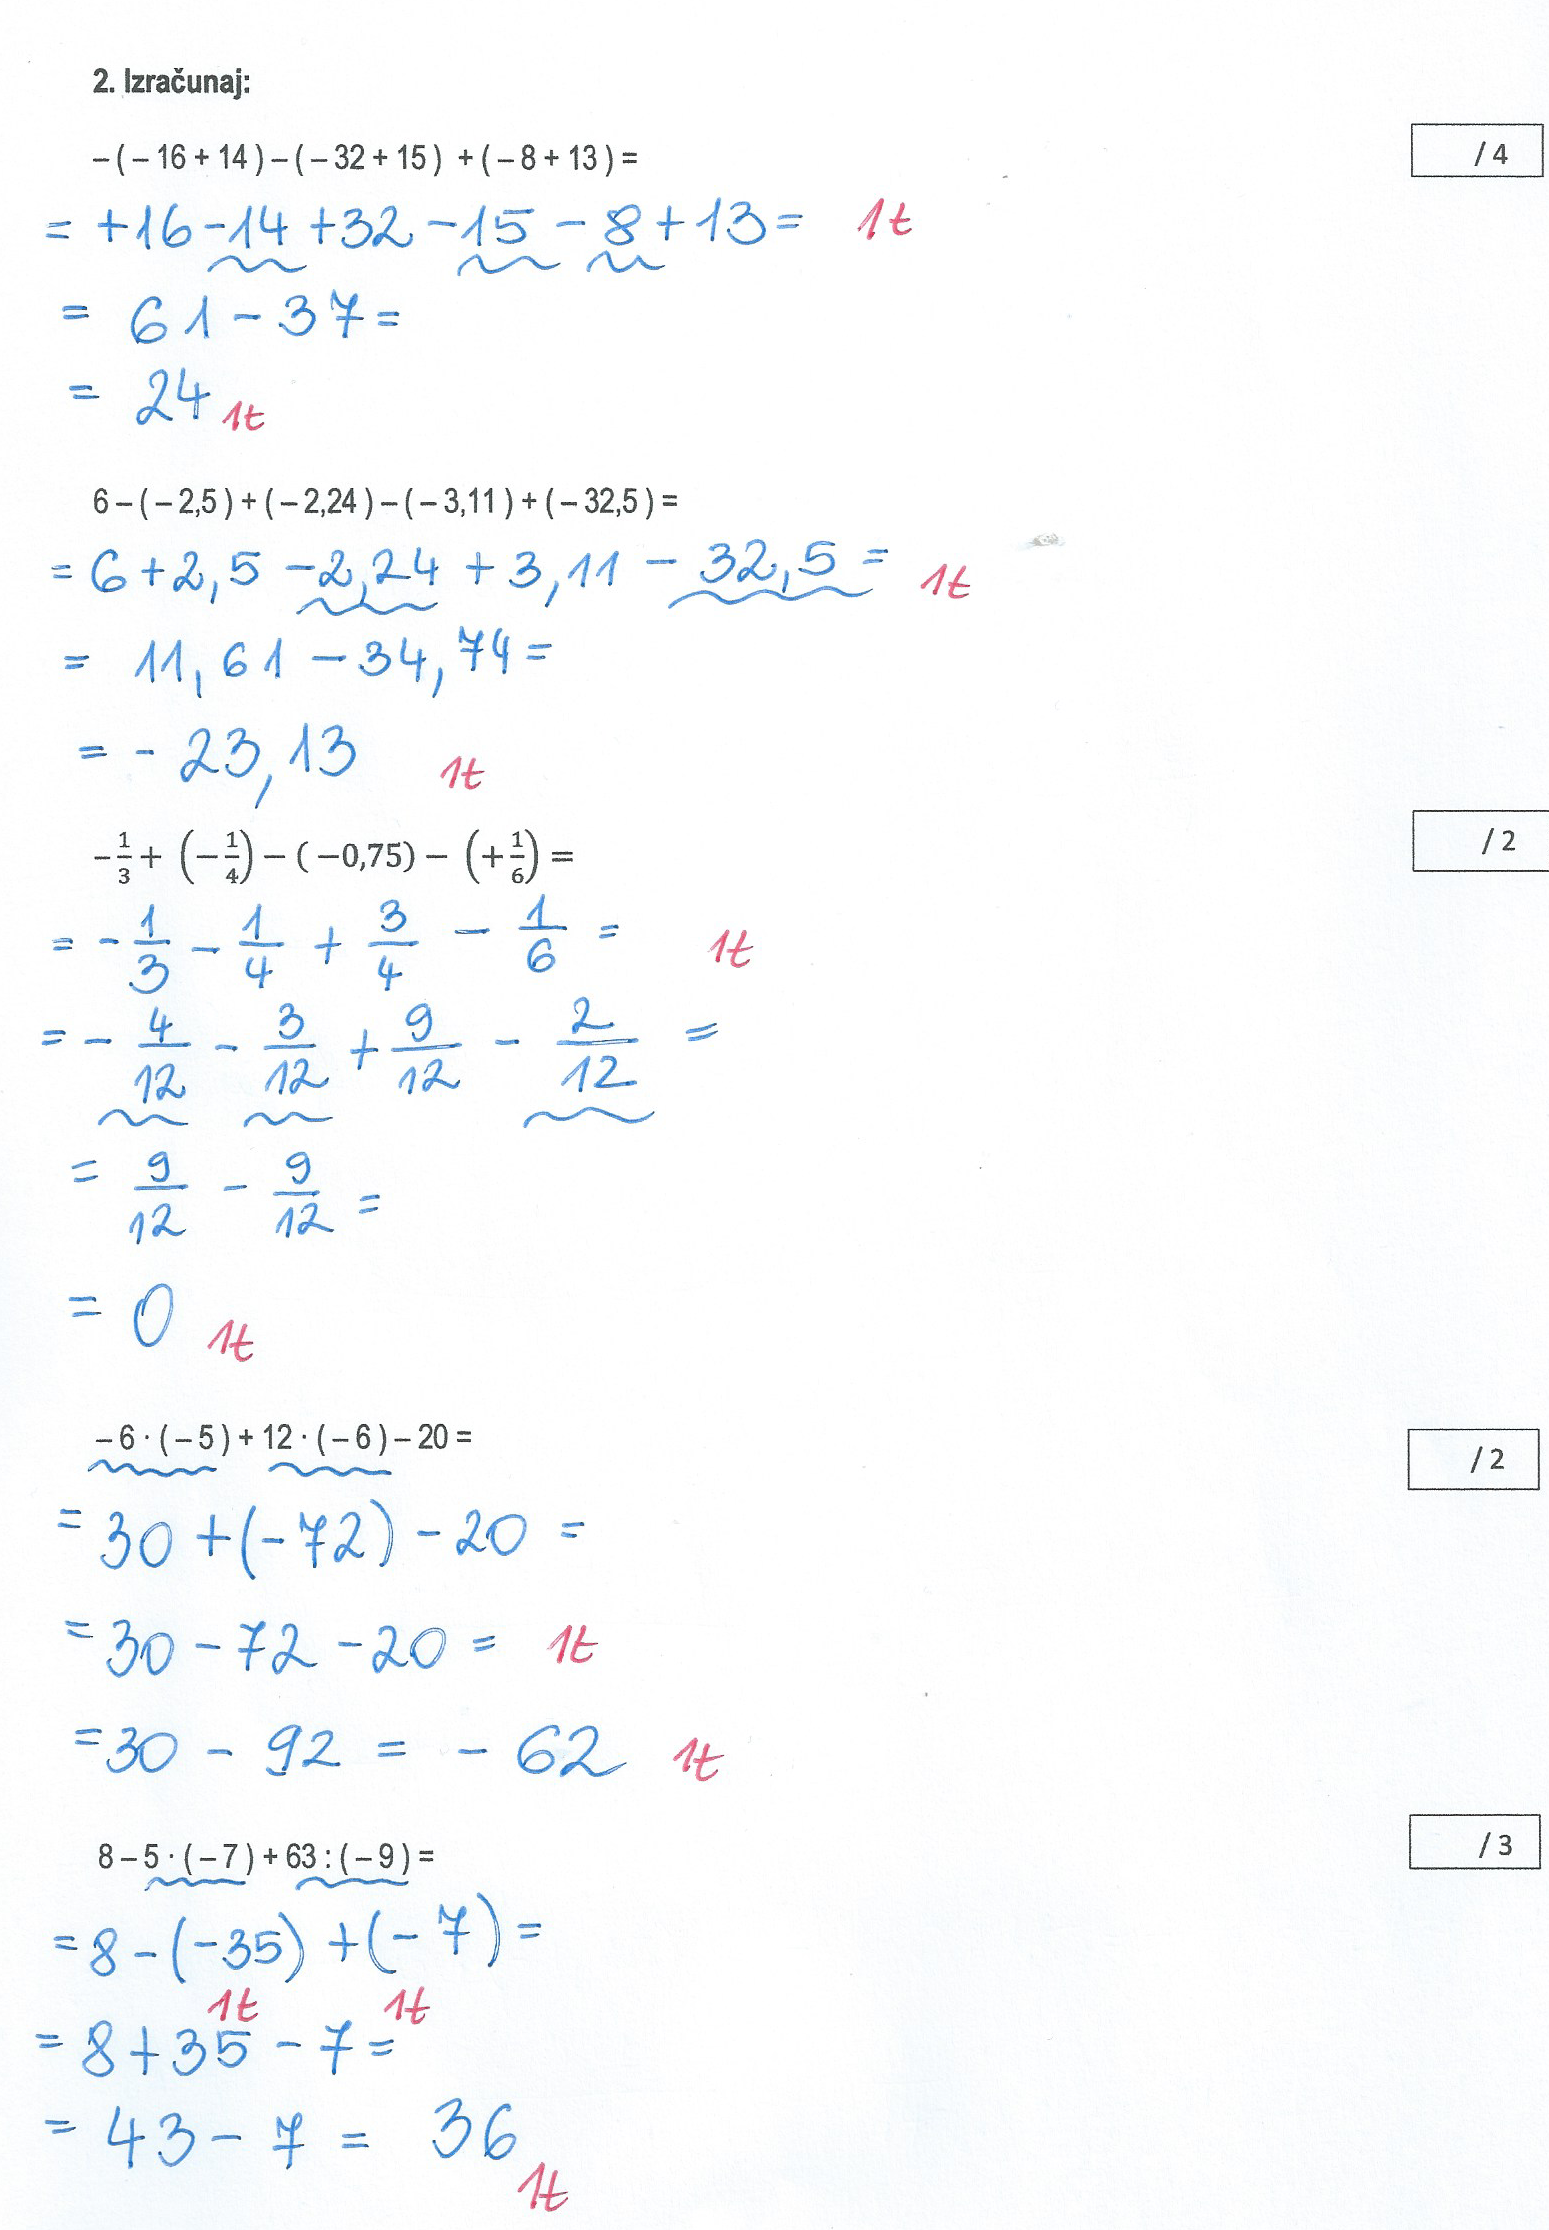 2. Izračunaj:
– ( – 16 + 14 ) – ( – 32 + 15 ) + ( – 8 + 13 ) =
/ 4
= +16 -14 +32 -15 - 8 +13 = 1t
= 61 - 37 =
= 24 1t
6 – ( – 2,5 ) + ( – 2,24 ) – ( – 3,11 ) + ( – 32,5 ) =
= 6 + 2,5 - 2,24 + 3,11 - 32,5 = 1t
= 11,61 - 34,74 =
= - 23,13 1t
/ 2
-1/3 + (−1/4) − ( −0,75) − (+1/6) =
= - 1/3 - 1/4 + 3/4 - 1/6 = 1t
= - 4/12 - 3/12 + 9/12 - 2/12 =
= 9/12 - 9/12 =
= 0 1t
– 6 · ( – 5 ) + 12 · ( – 6 ) – 20 =
/ 2
= 30 + (-72) - 20 =
= 30 - 72 - 20 = 1t
= 30 - 92 = - 62 1t
8 – 5 · ( – 7 ) + 63 : ( – 9 ) =
/ 3
= 8 - (-35) + (- 7) =
1t 1t
= 8 + 35 - 7 =
= 43 - 7 = 36
1t